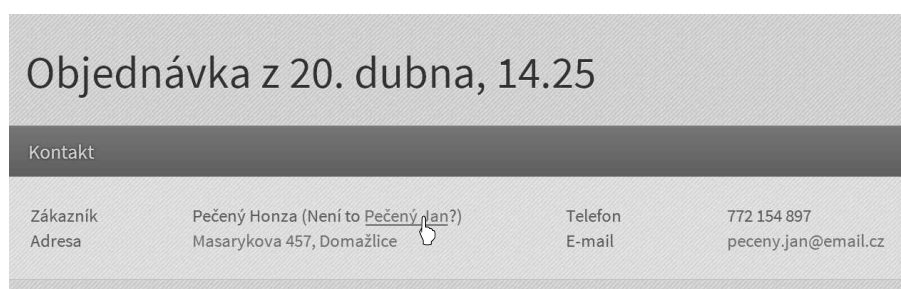 Objednávka z 20. dubna, 14.25
Kontakt
Zákazník Pečený Honza (Není to Pečený Jan?) Telefon 772 154 897
Adresa Masarykova 457, Domažlice E-mail peceny.jan@email.cz